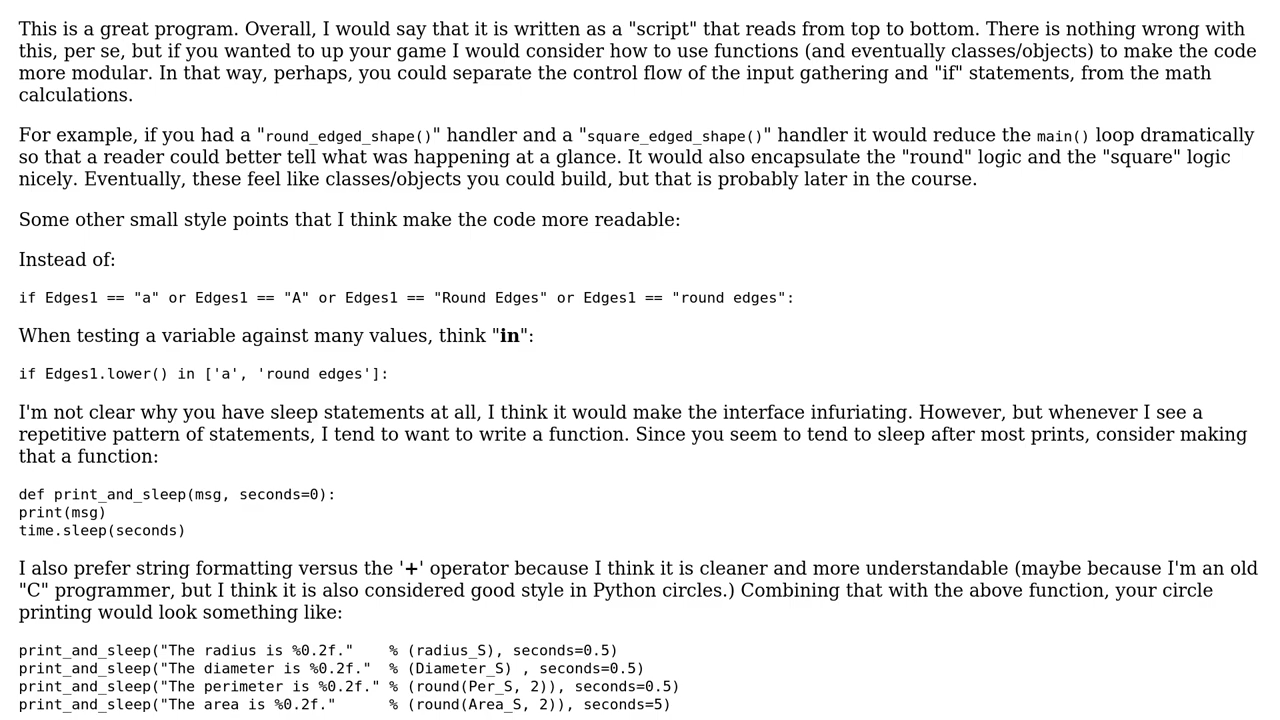 This is a great program. Overall, I would say that it is written as a "script" that reads from top to bottom. There is nothing wrong with
this, per se, but if you wanted to up your game I would consider how to use functions (and eventually classes/objects) to make the code
more modular. In that way, perhaps, you could separate the control flow of the input gathering and "if" statements, from the math
calculations.
For example, if you had a "round_edged_shape()" handler and a "square_edged_shape()" handler it would reduce the main() loop dramatically
so that a reader could better tell what was happening at a glance. It would also encapsulate the "round" logic and the "square" logic
nicely. Eventually, these feel like classes/objects you could build, but that is probably later in the course.
Some other small style points that I think make the code more readable:
Instead of:
if Edges1 == "a" or Edges1 == "A" or Edges1 == "Round Edges" or Edges1 == "round edges":
When testing a variable against many values, think "in":
if Edges1.lower() in ['a', 'round edges']:
I'm not clear why you have sleep statements at all, I think it would make the interface infuriating. However, but whenever I see a
repetitive pattern of statements, I tend to want to write a function. Since you seem to tend to sleep after most prints, consider making
that a function:
def print_and_sleep(msg, seconds=0):
print(msg)
time.sleep(seconds)
I also prefer string formatting versus the '+' operator because I think it is cleaner and more understandable (maybe because I'm an old
"C" programmer, but I think it is also considered good style in Python circles.) Combining that with the above function, your circle
printing would look something like:
print_and_sleep("The radius is %0.2f."    % (radius_S), seconds=0.5)
print_and_sleep("The diameter is %0.2f."  % (Diameter_S) , seconds=0.5)
print_and_sleep("The perimeter is %0.2f." % (round(Per_S, 2)), seconds=0.5)
print_and_sleep("The area is %0.2f."      % (round(Area_S, 2)), seconds=5)